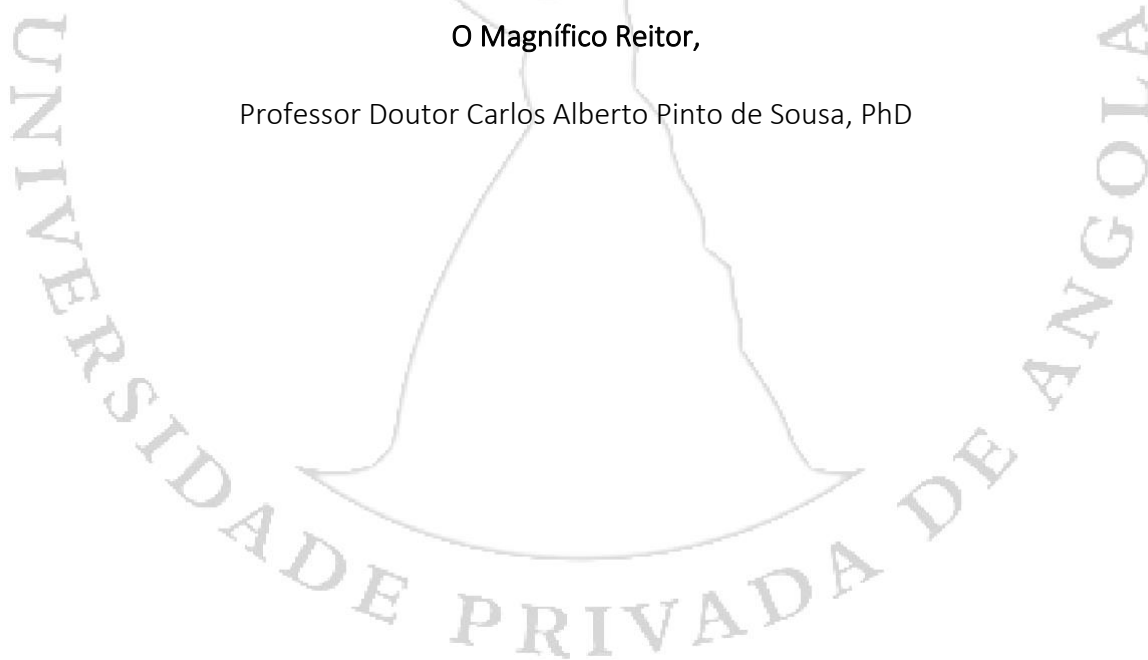 O Magnífico Reitor,
Professor Doutor Carlos Alberto Pinto de Sousa, PhD
UNIVERSIDADE PRIVADA DE ANGOLA